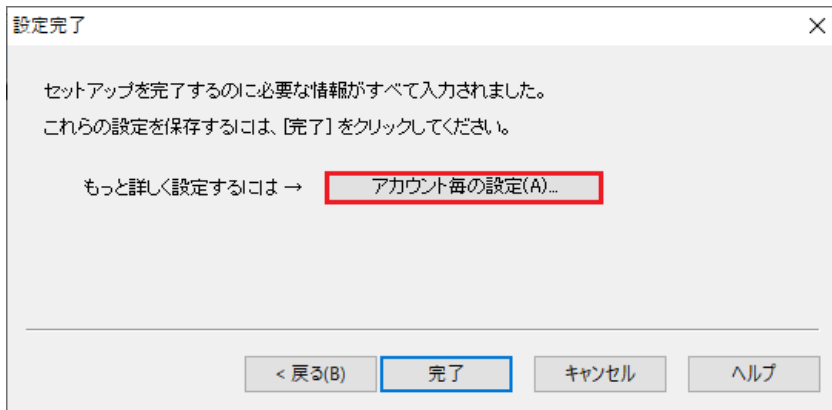 設定完了
セットアップを完了するのに必要な情報がすべて入力されました。
これらの設定を保存するには、[完了] をクリックしてください。
もっと詳しく設定するには → アカウント毎の設定(A)...
< 戻る(B) 完了 キャンセル ヘルプ